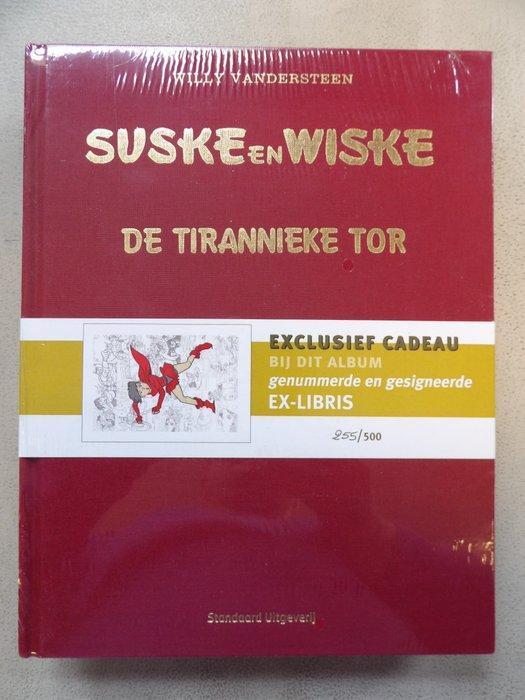 WILLY VANDERSTEEN
SUSKE EN WISKE
DE TIRANNIEKE TOR
EXCLUSIEF CADEAU
BIJ DIT ALBUM
genummerde en gesigneerde
EX-LIBRIS
255/500
Standaard Uitgeverij